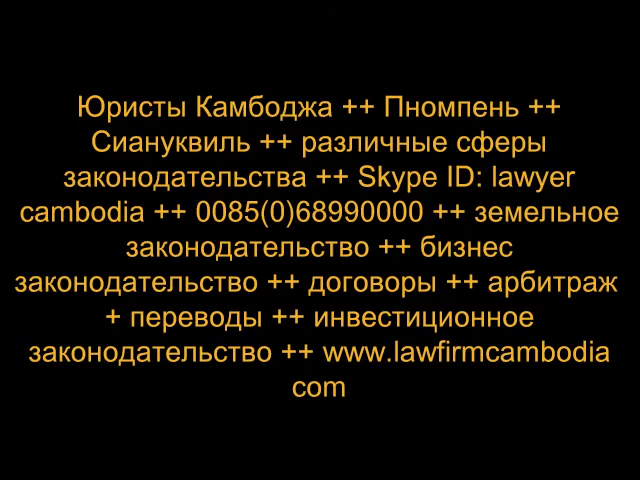 Юристы Камбоджа ++ Пномпень ++
Сиануквиль ++ различные сферы
законодательства ++ Skype ID: lawyer
cambodia ++ 0085(0)68990000 ++ земельное
законодательство ++ бизнес
законодательство ++ договоры ++ арбитраж
+ переводы ++ инвестиционное
законодательство ++ www.lawfirmcambodia
com